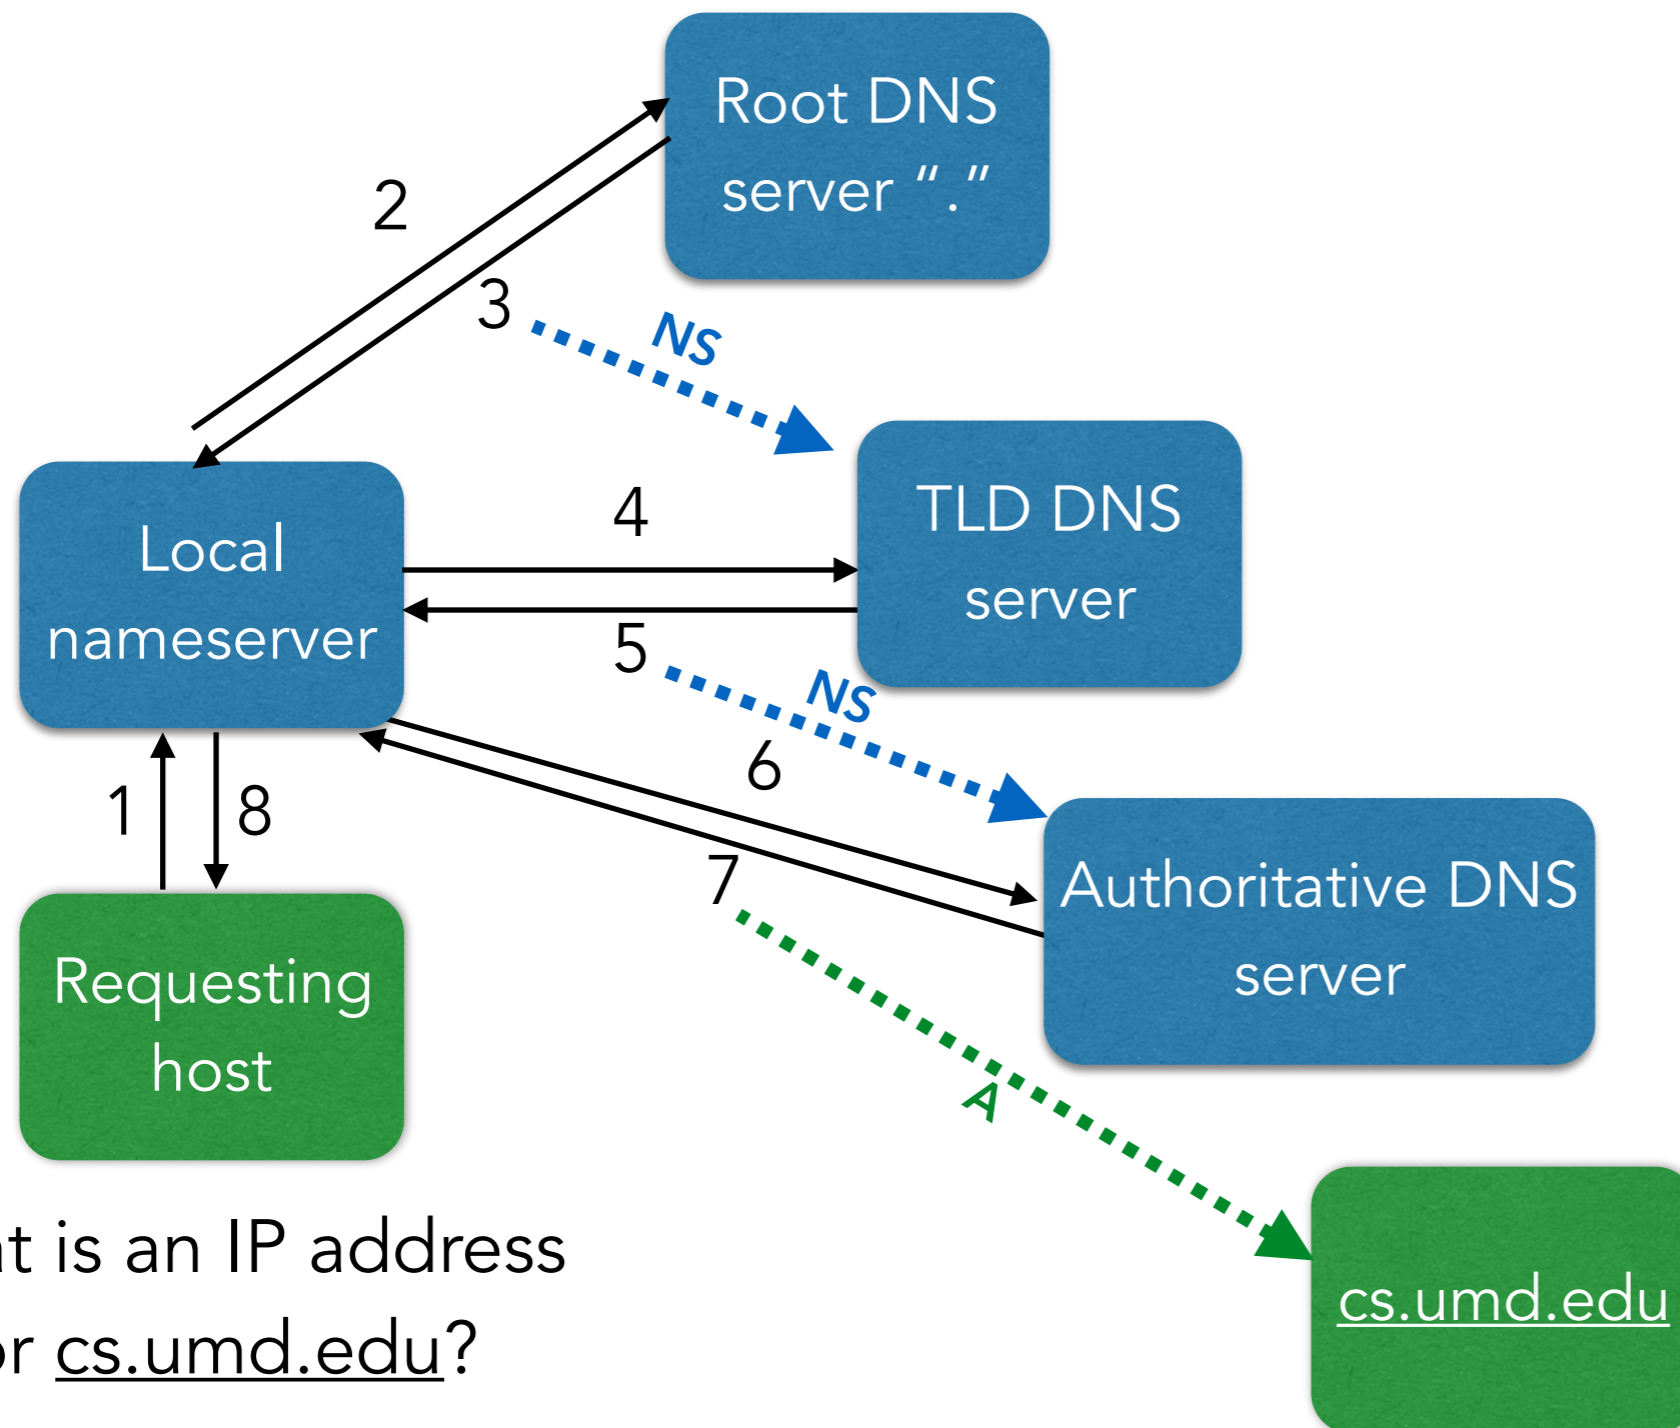 Root DNS
server “.”
2
3
NS
Local
nameserver
4
TLD DNS
server
5
NS
6
1
8
7
Authoritative DNS
server
Requesting
host
A
is an IP address
cs.umd.edu?
cs.umd.edu